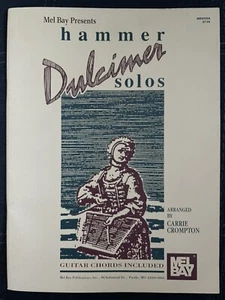 Mel Bay Presents
hammer
Dulcimer
solos
ARRANGED
BY
CARRIE
CROMPTON
GUITAR CHORDS INCLUDED
MEL
BAY